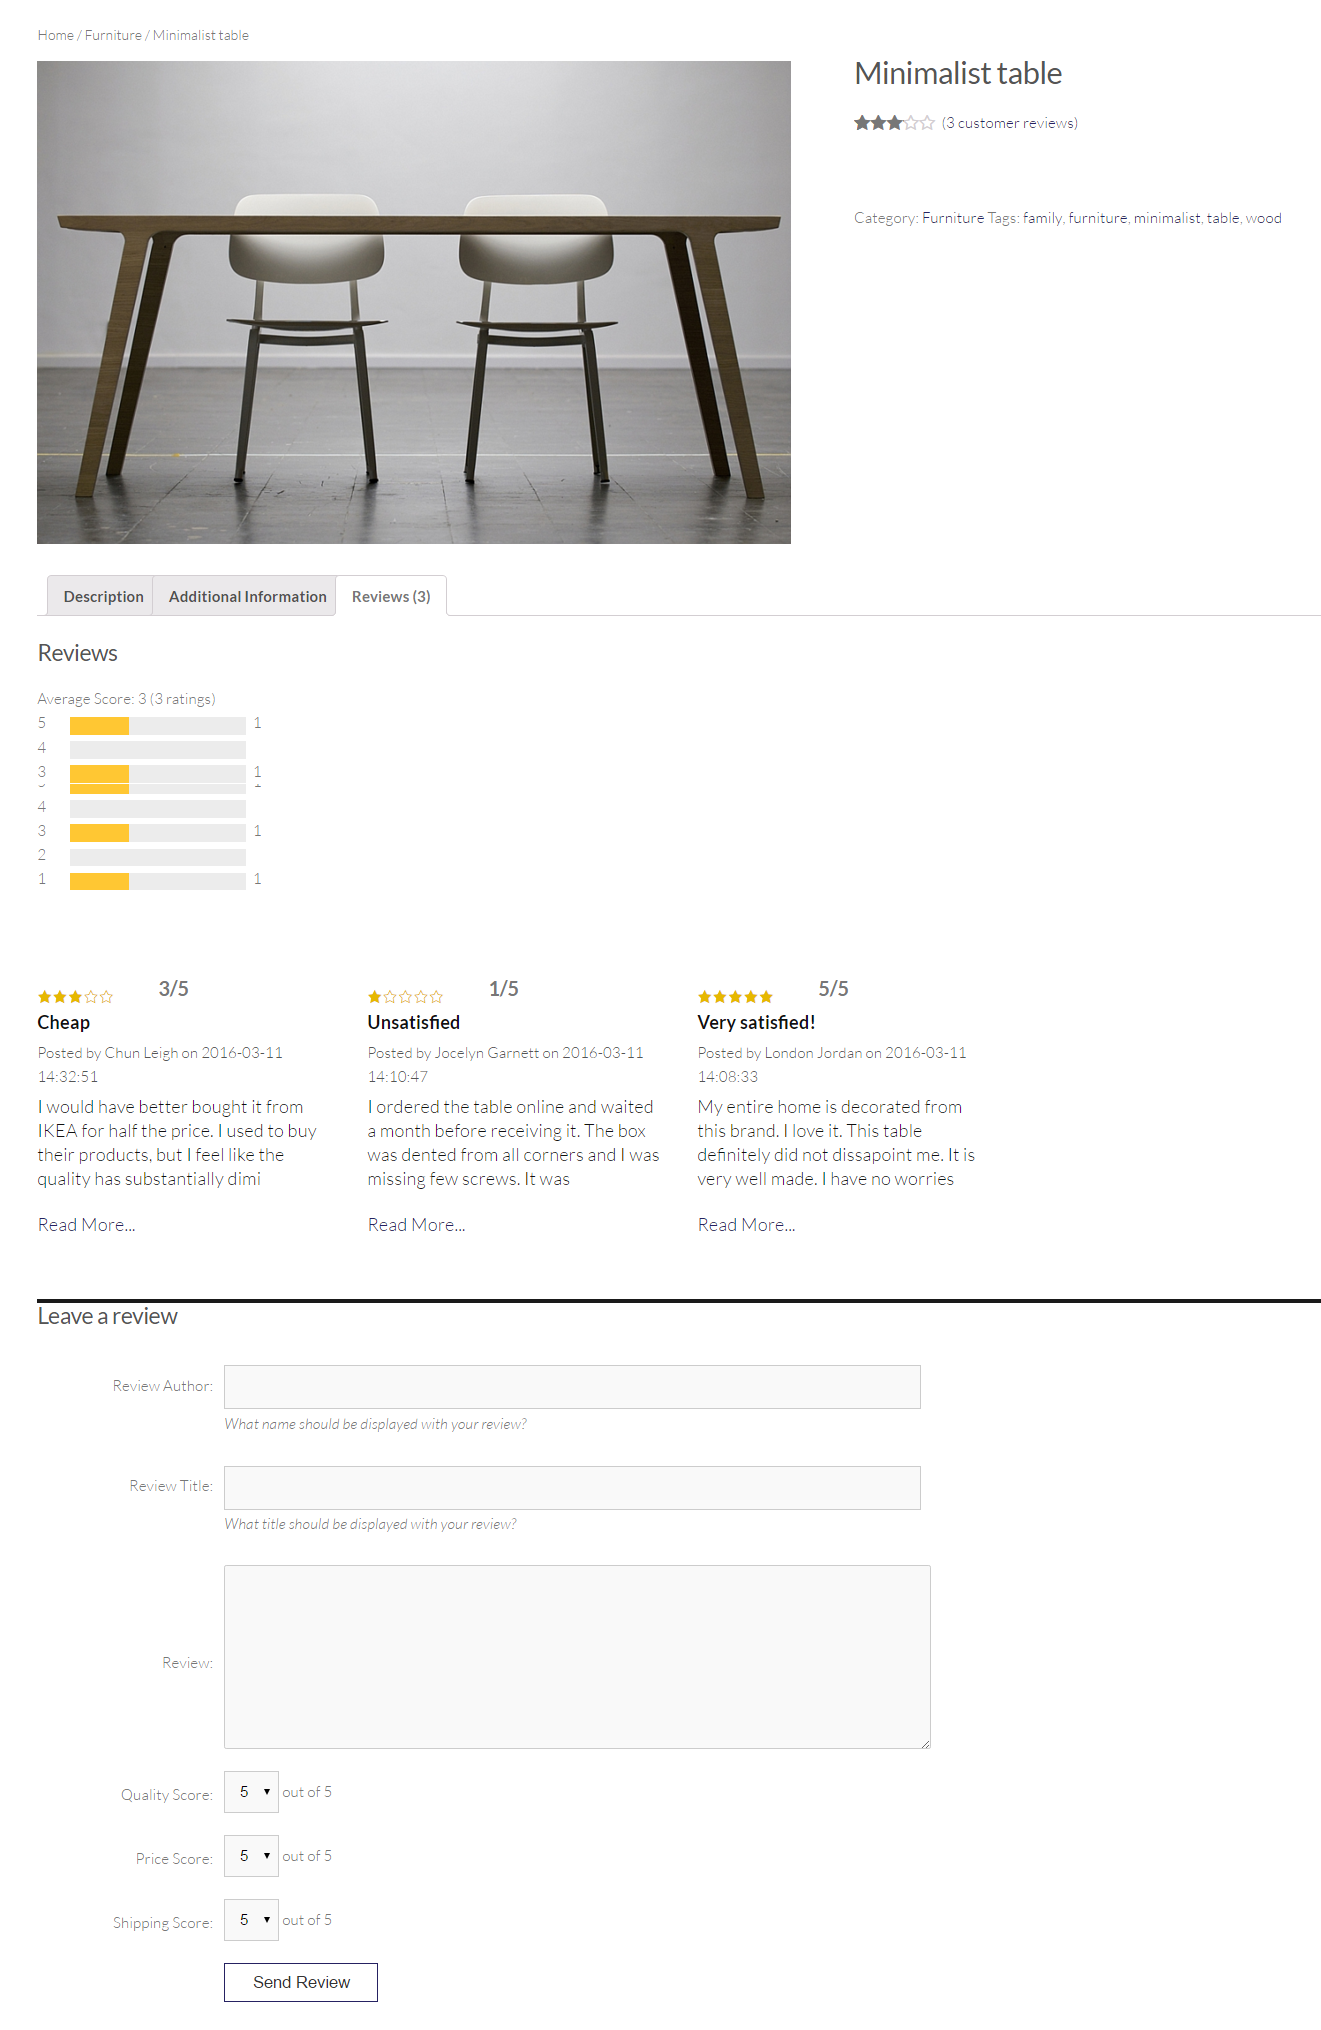 Home / Furniture / Minimalist table
Minimalist table
(3 customer reviews)
Category: Furniture Tags: family, furniture, minimalist, table, wood
Description
Additional Information
Reviews (3)
Reviews
Average Score: 3 (3 ratings)
5 1
4
3 1
4
3 1
2
1 1
3/5
Cheap
Posted by Chun Leigh on 2016-03-11
14:32:51
I would have better bought it from
IKEA for half the price. I used to buy
their products, but I feel like the
quality has substantially dimi
Read More...
1/5
Unsatisfied
Posted by Jocelyn Garnett on 2016-03-11
14:10:47
I ordered the table online and waited
a month before receiving it. The box
was dented from all corners and I was
missing few screws. It was
Read More...
5/5
Very satisfied!
Posted by London Jordan on 2016-03-11
14:08:33
My entire home is decorated from
this brand. I love it. This table
definitely did not dissapoint me. It is
very well made. I have no worries
Read More...
Leave a review
Review Author:
What name should be displayed with your review?
Review Title:
What title should be displayed with your review?
Review:
Quality Score: 5 out of 5
Price Score: 5 out of 5
Shipping Score: 5 out of 5
Send Review